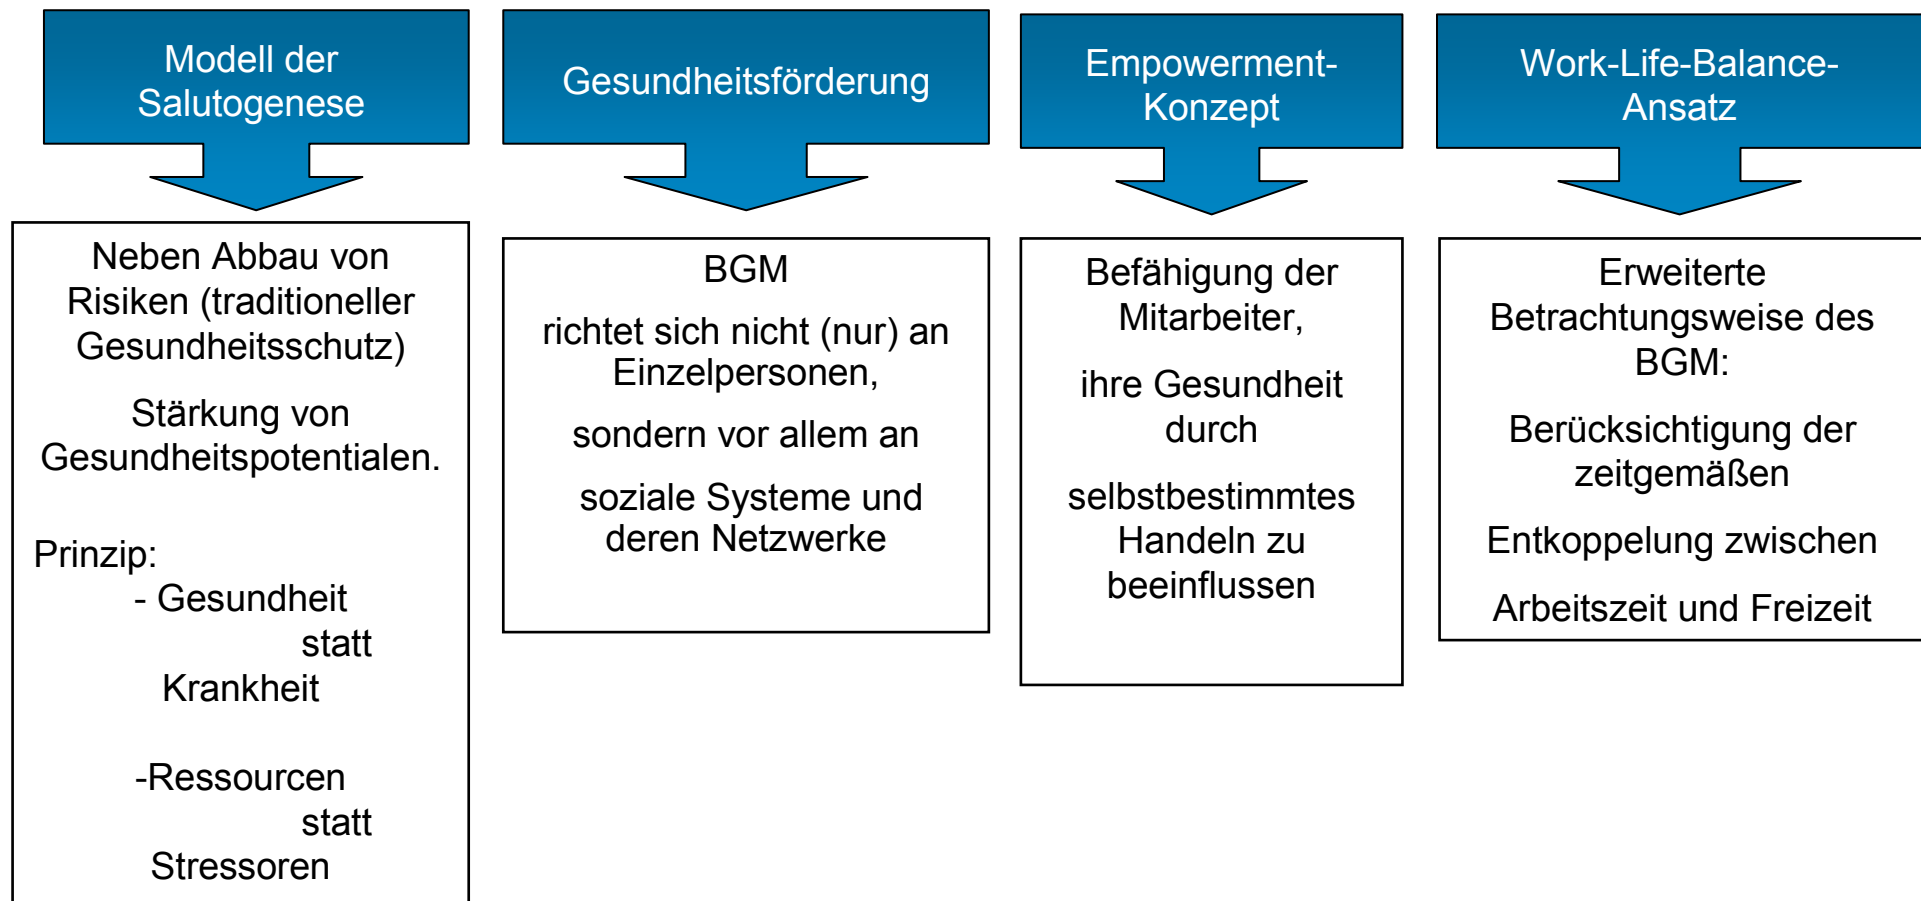 Modell der
Salutogenese
Neben Abbau von
Risiken (traditioneller
Gesundheitsschutz)
Stärkung von
Gesundheitspotentialen.
Prinzip:
- Gesundheit
statt
Krankheit
-Ressourcen
statt
Stressoren
Gesundheitsförderung
BGM
richtet sich nicht (nur) an
Einzelpersonen,
sondern vor allem an
soziale Systeme und
deren Netzwerke
Empowerment-
Konzept
Befähigung der
Mitarbeiter,
ihre Gesundheit
durch
selbstbestimmtes
Handeln zu
beeinflussen
Work-Life-Balance-
Ansatz
Erweiterte
Betrachtungsweise des
BGM:
Berücksichtigung der
zeitgemäßen
Entkoppelung zwischen
Arbeitszeit und Freizeit